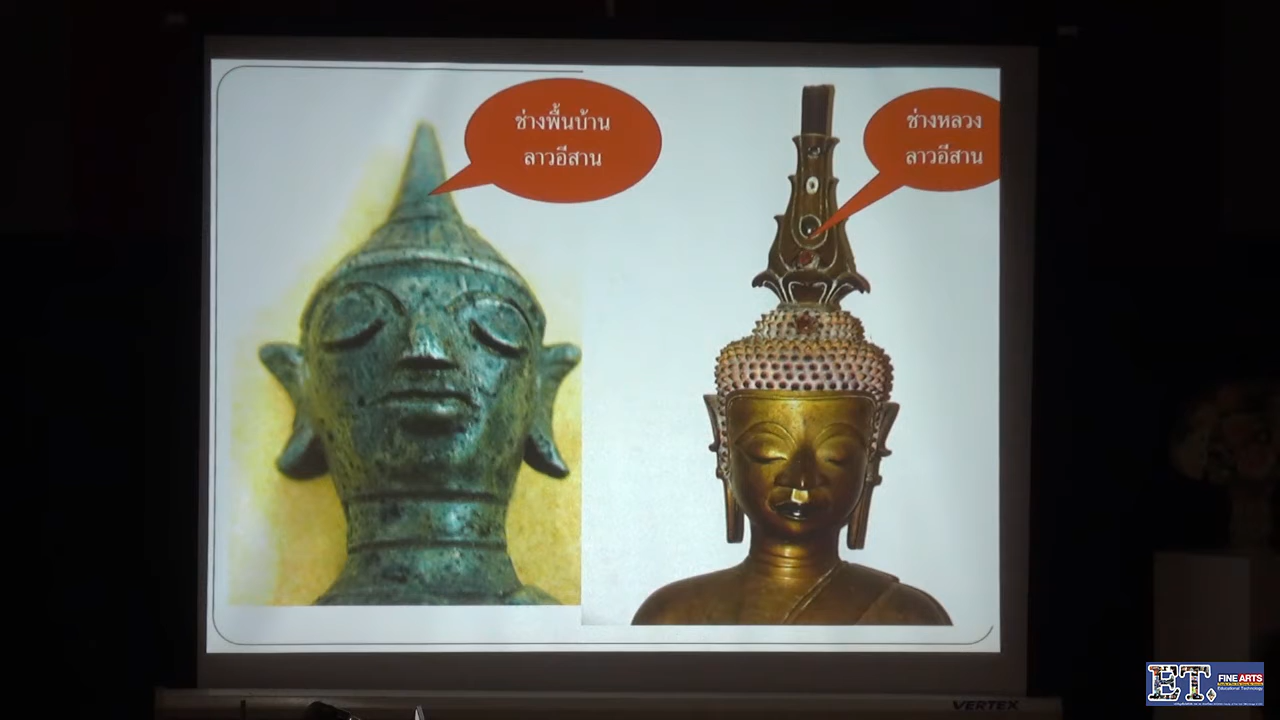 ช่างพื้นบ้าน
ลาวอีสาน
ช่างหลวง
ลาวอีสาน
VERTEX
ET.
FINE ARTS
Educational Technology